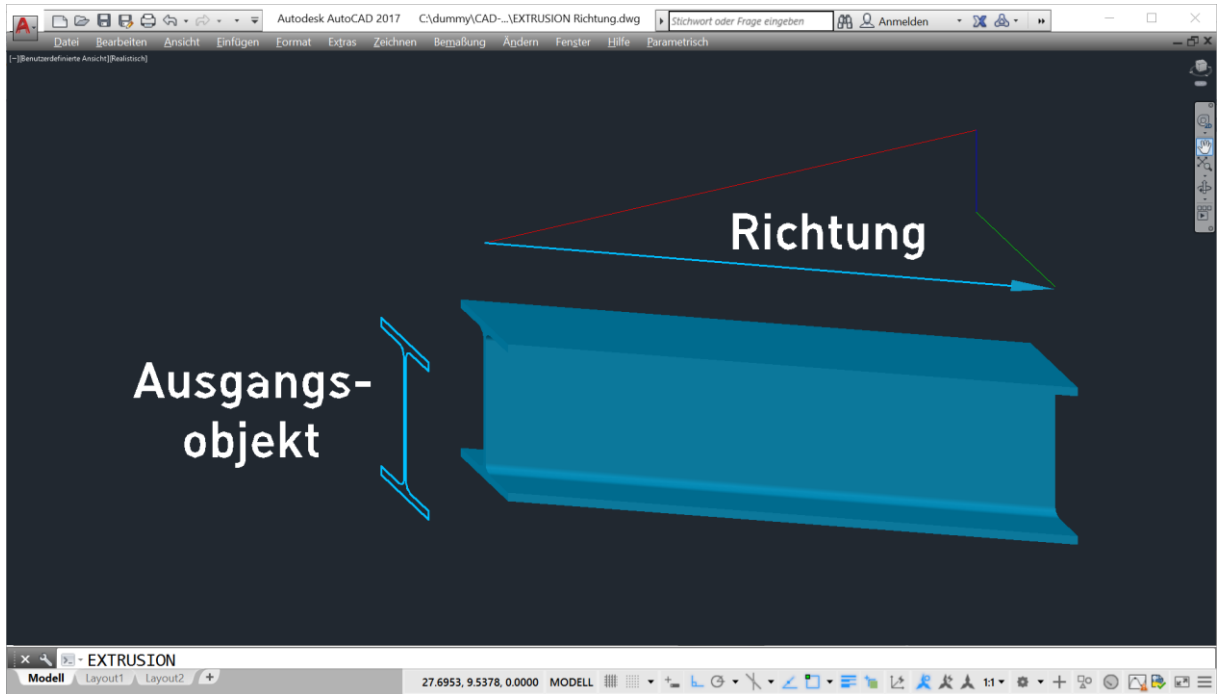 A Autodesk AutoCAD 2017 C:\dummy\CAD-...\EXTRUSION Richtung.dwg Stichwort oder Frage eingeben Anmelden
Datei Bearbeiten Ansicht Einfügen Format Extras Zeichnen Bemaßung Ändern Fenster Hilfe Parametrisch
[−][Benutzerdefinierte Ansicht][Realistisch]
Richtung
Ausgangs-
objekt
EXTRUSION
Modell Layout1 Layout2 + 27.6953, 9.5378, 0.0000 MODELL 1:1